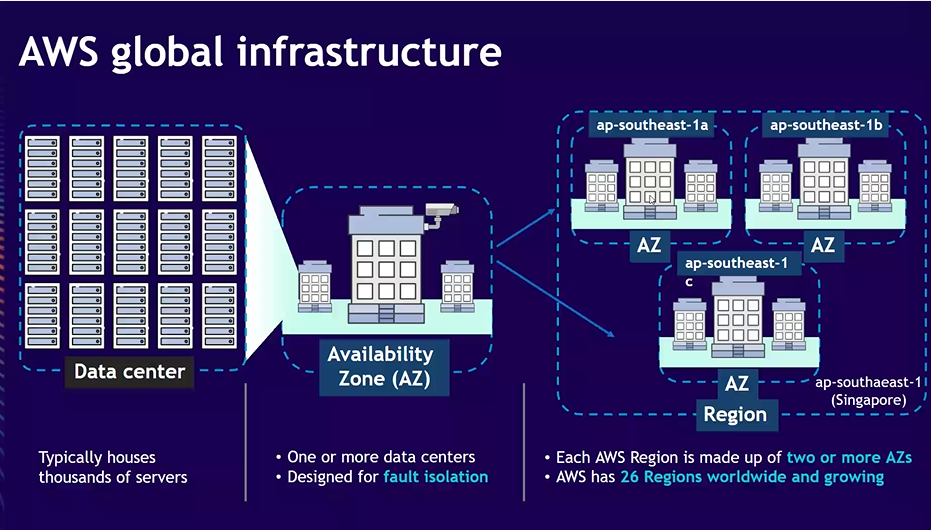 AWS global infrastructure
ap-southeast-1a
ap-southeast-1b
AZ
AZ
ap-southeast-1
c
Availability
Zone (AZ)
Data center
AZ
ap-southaeast-1
(Singapore)
Region
Typically houses
thousands of servers
• One or more data centers
• Designed for fault isolation
• Each AWS Region is made up of two or more AZs
• AWS has 26 Regions worldwide and growing